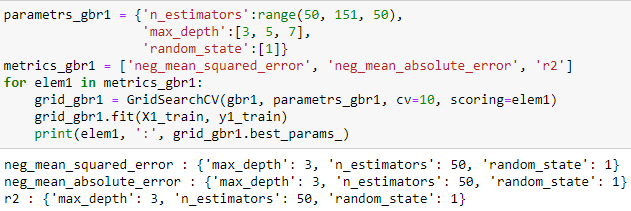 parametrs_gbr1 = {'n_estimators':range(50, 151, 50),
'max_depth':[3, 5, 7],
'random_state':[1]}
metrics_gbr1 = ['neg_mean_squared_error', 'neg_mean_absolute_error', 'r2']
for elem1 in metrics_gbr1:
    grid_gbr1 = GridSearchCV(gbr1, parametrs_gbr1, cv=10, scoring=elem1)
    grid_gbr1.fit(X1_train, y1_train)
    print(elem1, ':', grid_gbr1.best_params_)
neg_mean_squared_error : {'max_depth': 3, 'n_estimators': 50, 'random_state': 1}
neg_mean_absolute_error : {'max_depth': 3, 'n_estimators': 50, 'random_state': 1}
r2 : {'max_depth': 3, 'n_estimators': 50, 'random_state': 1}